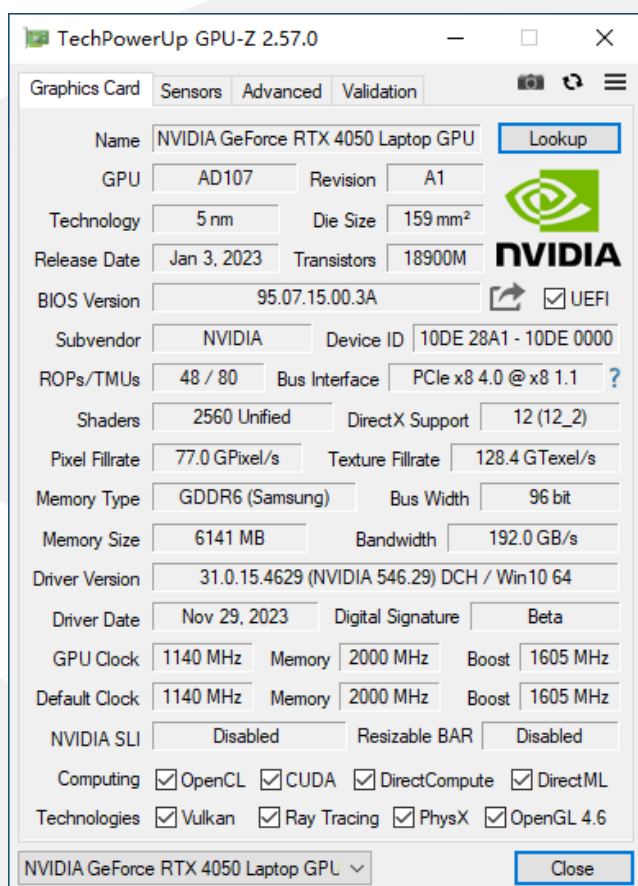 TechPowerUp GPU-Z 2.57.0
Graphics Card Sensors Advanced Validation
Name NVIDIA GeForce RTX 4050 Laptop GPU Lookup
GPU AD107 Revision A1
Technology 5 nm Die Size 159 mm²
Release Date Jan 3, 2023 Transistors 18900M
NVIDIA
BIOS Version 95.07.15.00.3A UEFI
Subvendor NVIDIA Device ID 10DE 28A1 - 10DE 0000
ROPs/TMUs 48 / 80 Bus Interface PCIe x8 4.0 @ x8 1.1 ?
Shaders 2560 Unified DirectX Support 12 (12_2)
Pixel Fillrate 77.0 GPixel/s Texture Fillrate 128.4 GTexel/s
Memory Type GDDR6 (Samsung) Bus Width 96 bit
Memory Size 6141 MB Bandwidth 192.0 GB/s
Driver Version 31.0.15.4629 (NVIDIA 546.29) DCH / Win10 64
Driver Date Nov 29, 2023 Digital Signature Beta
GPU Clock 1140 MHz Memory 2000 MHz Boost 1605 MHz
Default Clock 1140 MHz Memory 2000 MHz Boost 1605 MHz
NVIDIA SLI Disabled Resizable BAR Disabled
Computing OpenCL CUDA DirectCompute DirectML
Technologies Vulkan Ray Tracing PhysX OpenGL 4.6
NVIDIA GeForce RTX 4050 Laptop GPU Close